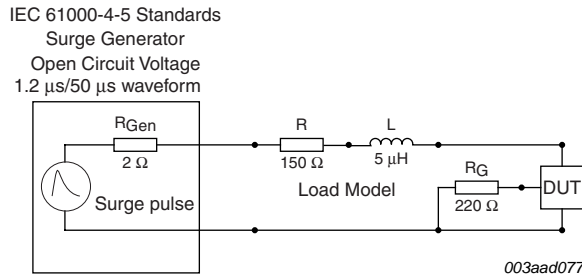 IEC 61000-4-5 Standards
Surge Generator
Open Circuit Voltage
1.2 μs/50 μs waveform
RGen
2 Ω
Surge pulse
R
150 Ω
L
5 μH
Load Model
RG
220 Ω
DUT
003aad077